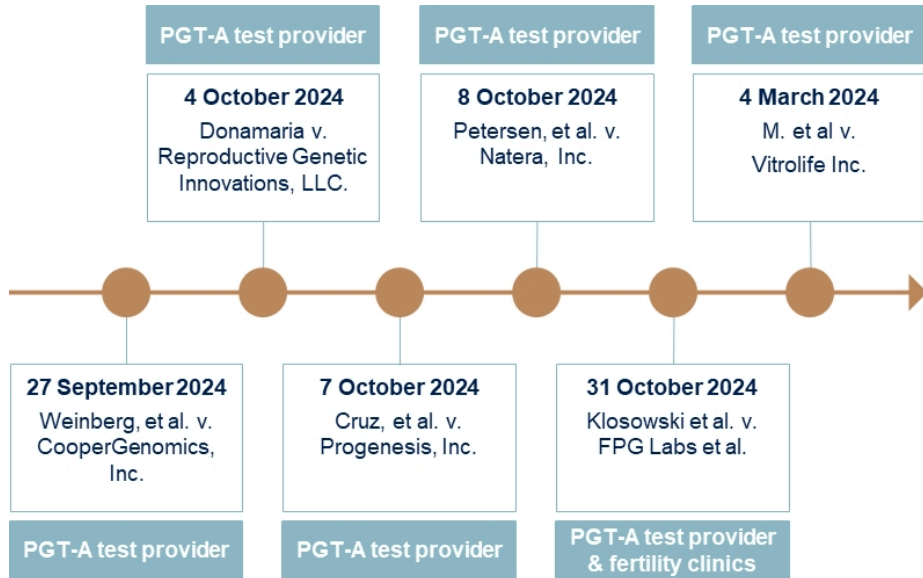 PGT-A test provider
4 October 2024
Donamaria v.
Reproductive Genetic
Innovations, LLC.
PGT-A test provider
8 October 2024
Petersen, et al. v.
Natera, Inc.
PGT-A test provider
4 March 2024
M. et al v.
Vitrolife Inc.
27 September 2024
Weinberg, et al. v.
CooperGenomics,
Inc.
PGT-A test provider
7 October 2024
Cruz, et al. v.
Progenesis, Inc.
PGT-A test provider
31 October 2024
Klosowski et al. v.
FPG Labs et al.
PGT-A test provider
& fertility clinics